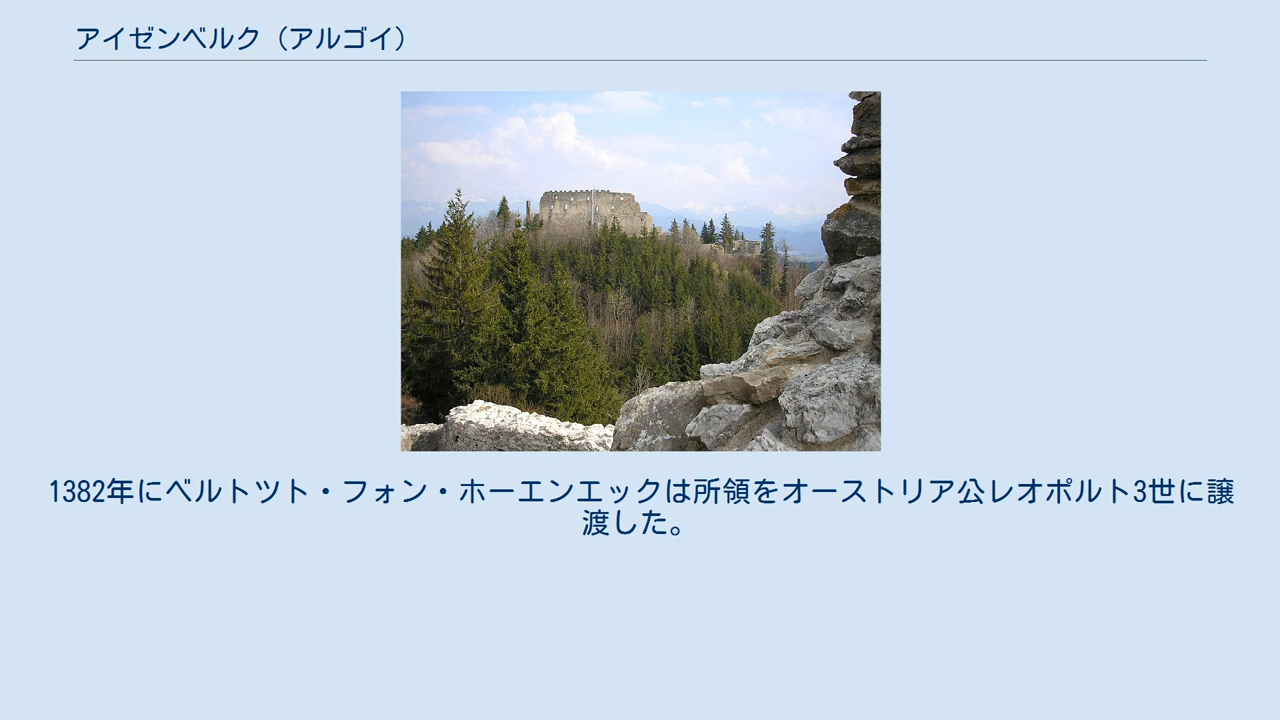 アイゼンベルク（アルゴイ）
1382年にベルトツト・フォン・ホーエンエックは所領をオーストリア公レオポルト3世に譲
渡した。